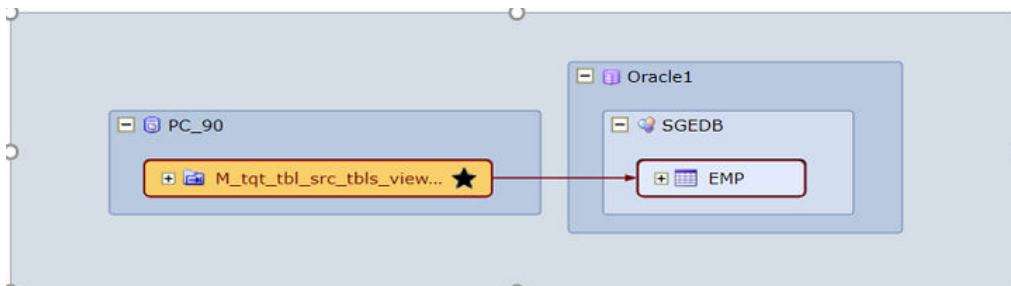 Oracle1
PC_90
SGEDB
M_tqt_tbl_src_tbls_view...
EMP